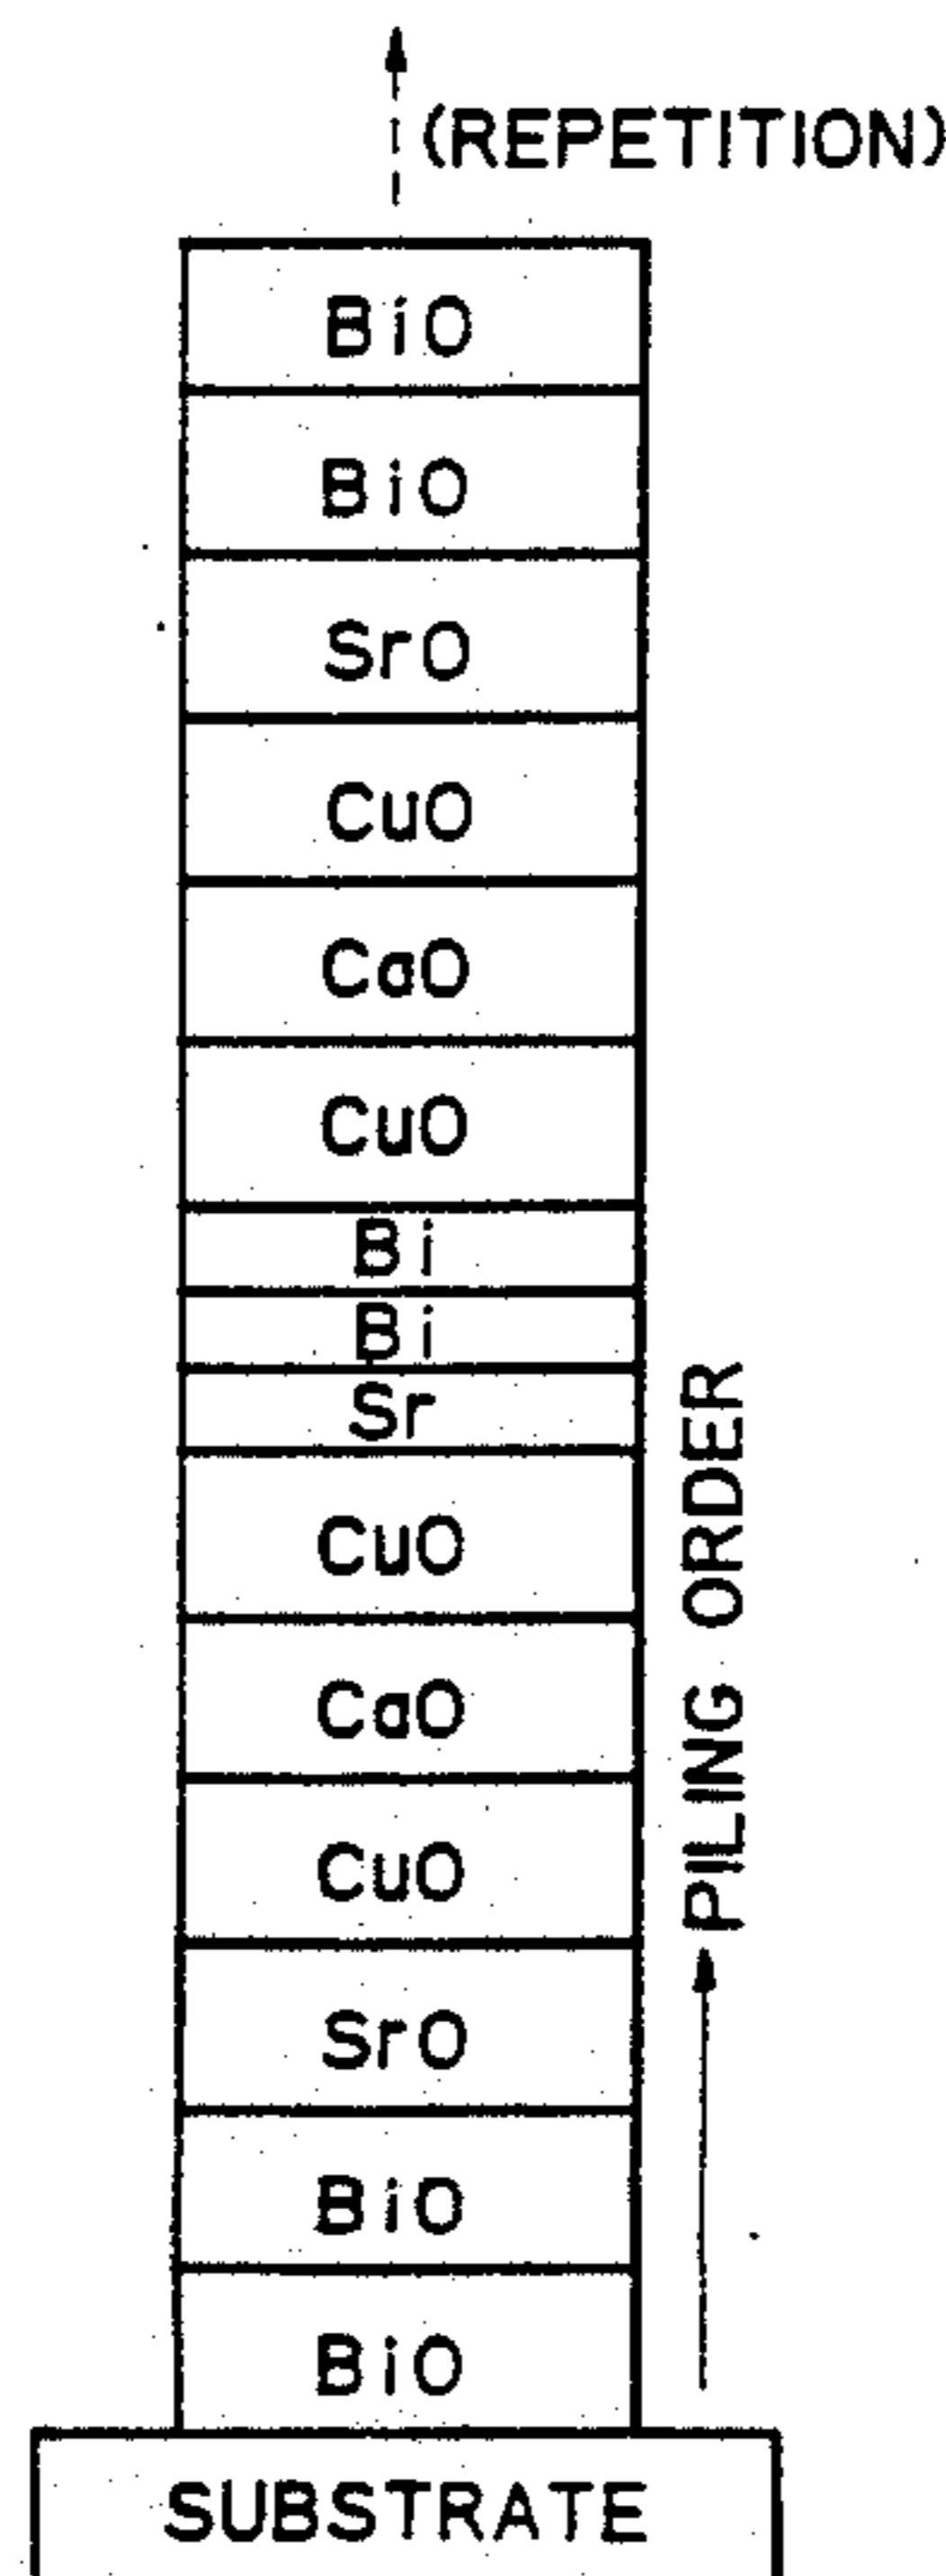 (REPETITION)
BiO
BiO
SrO
CuO
CaO
CuO
Bi
Bi
Sr
CuO
CaO
CuO
SrO
BiO
BiO
PILING ORDER
SUBSTRATE